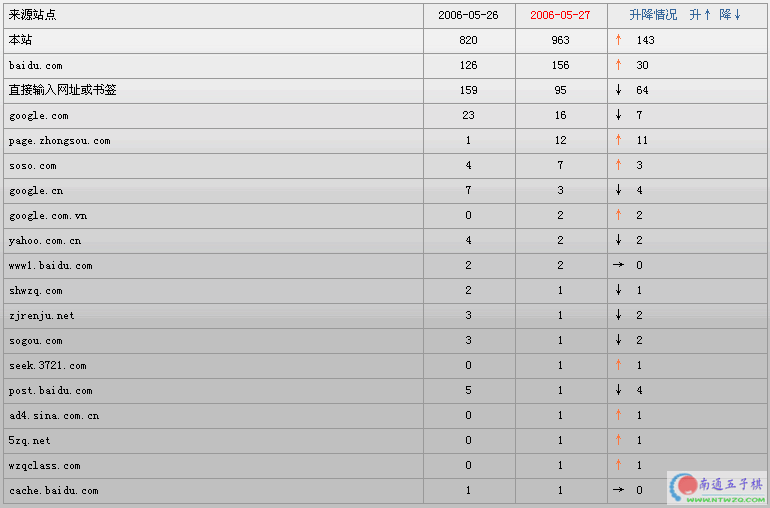 来源站点 2006-05-26 2006-05-27 升降情况 升↑ 降↓
本站 820 963 ↑ 143
baidu.com 126 156 ↑ 30
直接输入网址或书签 159 95 ↓ 64
google.com 23 16 ↓ 7
page.zhongsou.com 1 12 ↑ 11
soso.com 4 7 ↑ 3
google.cn 7 3 ↓ 4
google.com.vn 0 2 ↑ 2
yahoo.com.cn 4 2 ↓ 2
www1.baidu.com 2 2 → 0
shwzq.com 2 1 ↓ 1
zjrenju.net 3 1 ↓ 2
sogou.com 3 1 ↓ 2
seek.3721.com 0 1 ↑ 1
post.baidu.com 5 1 ↓ 4
ad4.sina.com.cn 0 1 ↑ 1
5zq.net 0 1 ↑ 1
wzqclass.com 0 1 ↑ 1
cache.baidu.com 1 1 → 0
南通五子棋
WWW.NTWZQ.COM